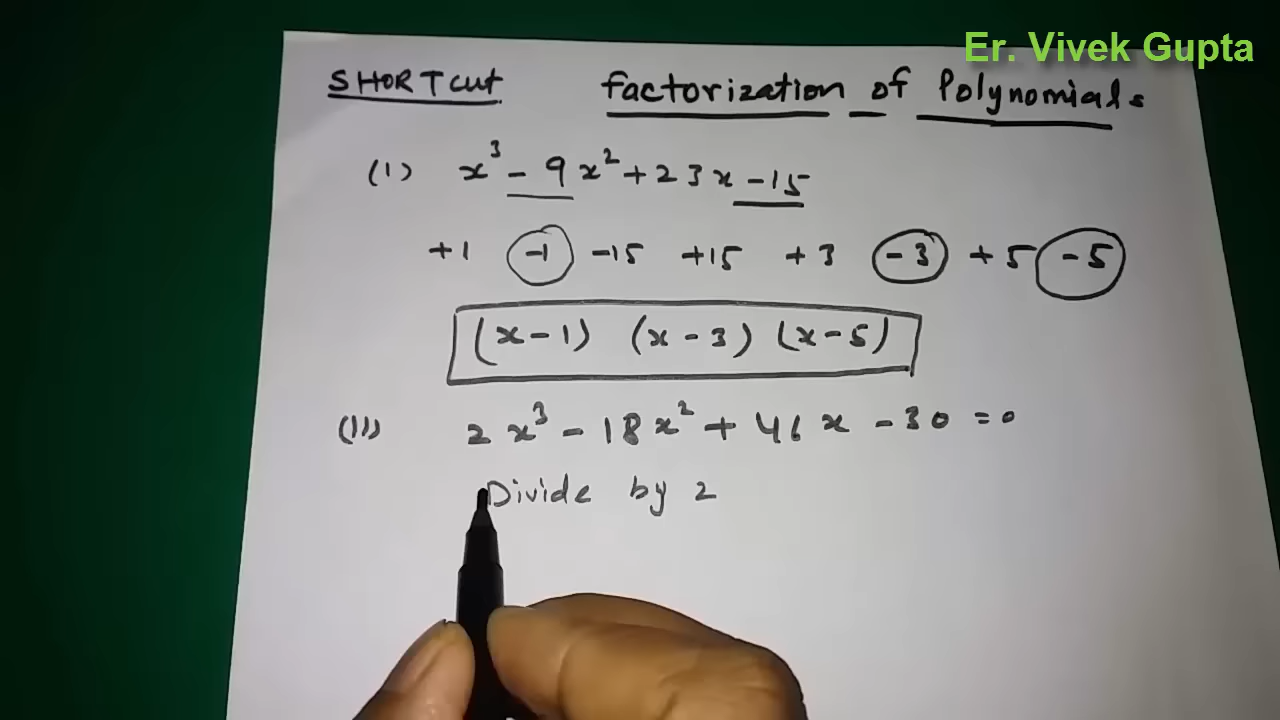 Er. Vivek Gupta
SHORTcut factorization of Polynomials
(I) x³ - 9x² + 23x - 15
+1 -1 -15 +15 +3 -3 +5 -5
(x-1) (x-3) (x-5)
(II) 2x³ - 18x² + 46x - 30 = 0
Divide by 2